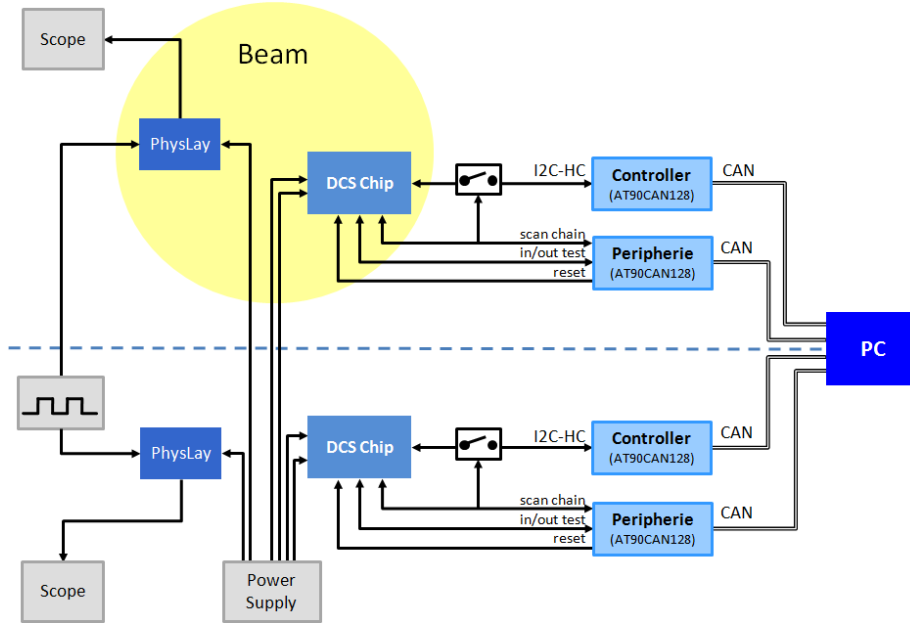 Scope
Beam
PhysLay
DCS Chip
I2C-HC
Controller
(AT90CAN128)
CAN
scan chain
in/out test
reset
Peripherie
(AT90CAN128)
CAN
PC
PhysLay
DCS Chip
I2C-HC
Controller
(AT90CAN128)
CAN
scan chain
in/out test
reset
Peripherie
(AT90CAN128)
CAN
Scope
Power
Supply